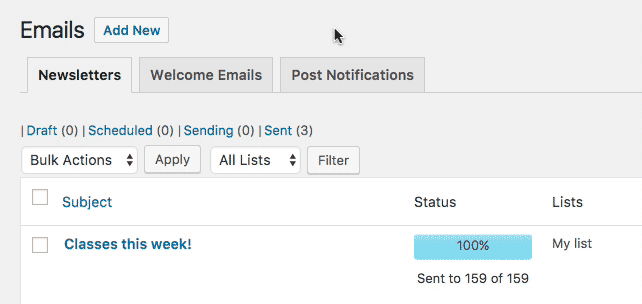 Emails Add New
Newsletters Welcome Emails Post Notifications
| Draft (0) | Scheduled (0) | Sending (0) | Sent (3)
Bulk Actions Apply All Lists Filter
Subject Status Lists
Classes this week! 100% My list
Sent to 159 of 159